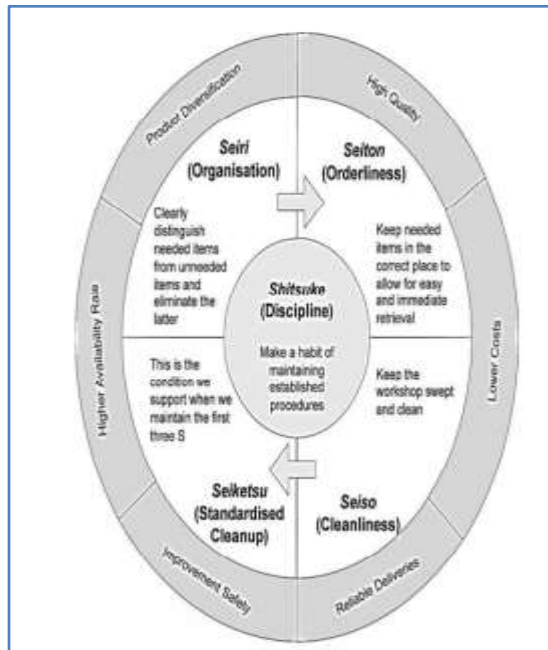 Product Diversification
High Quality
Seiri
(Organisation)
Seiton
(Orderliness)
Clearly
distinguish
needed items
from unneeded
items and
eliminate the
latter
Keep needed
items in the
correct place to
allow for easy
and immediate
retrieval
Shitsuke
(Discipline)
Make a habit of
maintaining
established
procedures
Higher Availability Rate
Lower Costs
This is the
condition we
support when we
maintain the first
three S
Keep the
workshop swept
and clean
Seiketsu
(Standardised
Cleanup)
Seiso
(Cleanliness)
Improvement Safely
Reliable Deliveries